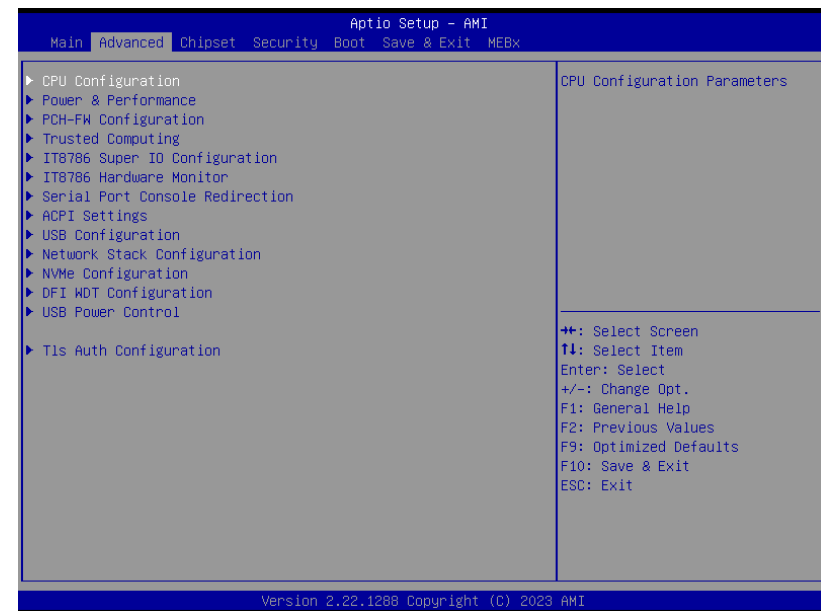 Aptio Setup – AMI
Main Advanced Chipset Security Boot Save & Exit MEBx
CPU Configuration
Power & Performance
PCH-FW Configuration
Trusted Computing
IT8786 Super IO Configuration
IT8786 Hardware Monitor
Serial Port Console Redirection
ACPI Settings
USB Configuration
Network Stack Configuration
NVMe Configuration
DFI WDT Configuration
USB Power Control
Tls Auth Configuration
CPU Configuration Parameters
→←: Select Screen
↑↓: Select Item
Enter: Select
+/-: Change Opt.
F1: General Help
F2: Previous Values
F9: Optimized Defaults
F10: Save & Exit
ESC: Exit
Version 2.22.1288 Copyright (C) 2023 AMI